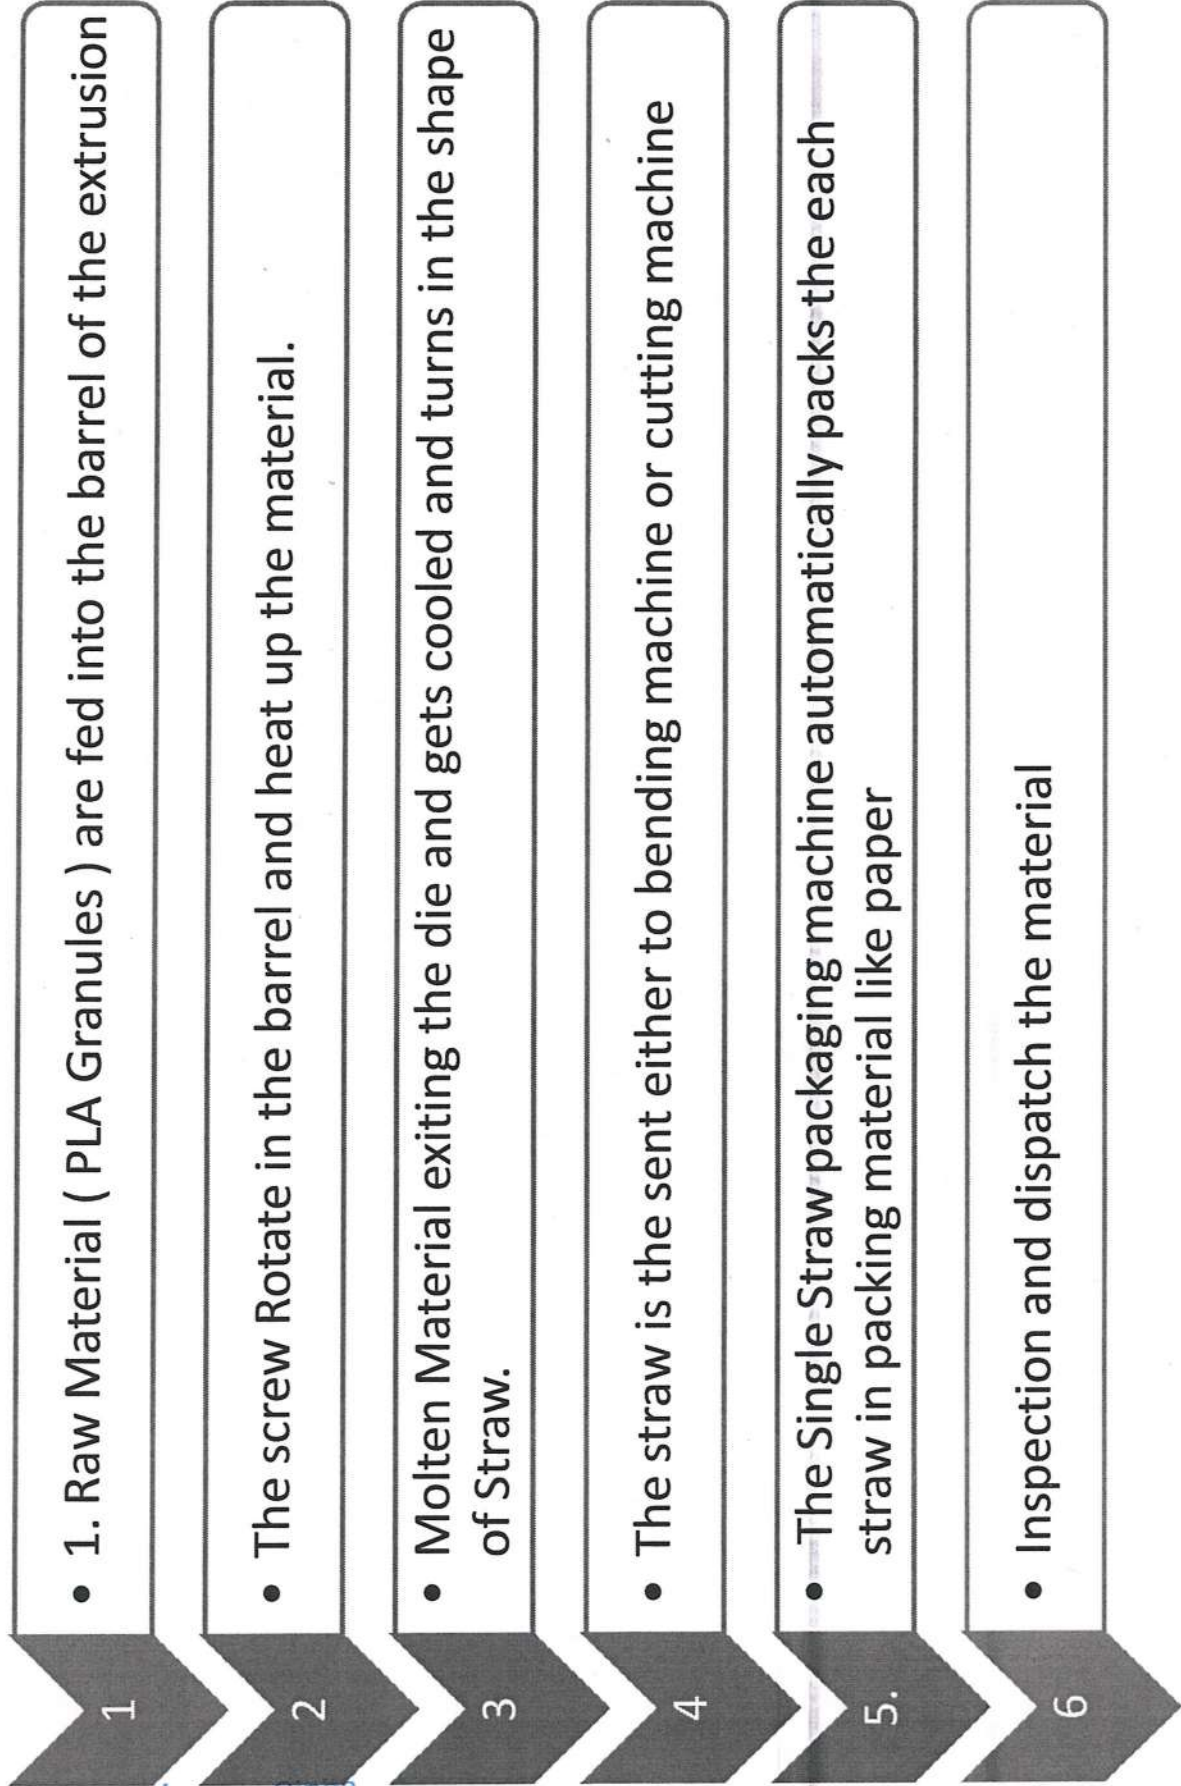 1
• 1. Raw Material ( PLA Granules ) are fed into the barrel of the extrusion
2
• The screw Rotate in the barrel and heat up the material.
3
• Molten Material exiting the die and gets cooled and turns in the shape
of Straw.
4
• The straw is the sent either to bending machine or cutting machine
5.
• The Single Straw packaging machine automatically packs the each
straw in packing material like paper
6
• Inspection and dispatch the material